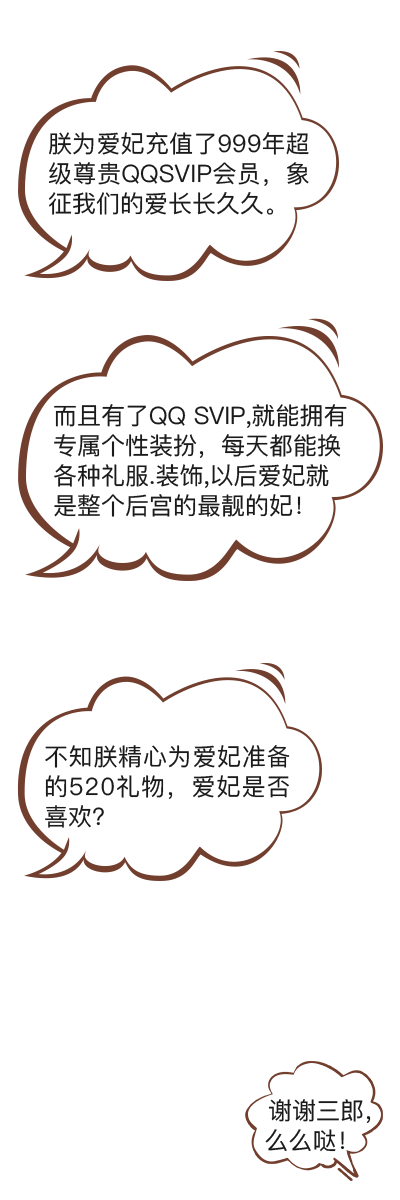 朕为爱妃充值了999年超
级尊贵QQSVIP会员，象
征我们的爱长长久久。
而且有了QQ SVIP,就能拥有
专属个性装扮，每天都能换
各种礼服.装饰,以后爱妃就
是整个后宫的最靓的妃！
不知朕精心为爱妃准备
的520礼物，爱妃是否
喜欢?
谢谢三郎，
么么哒！